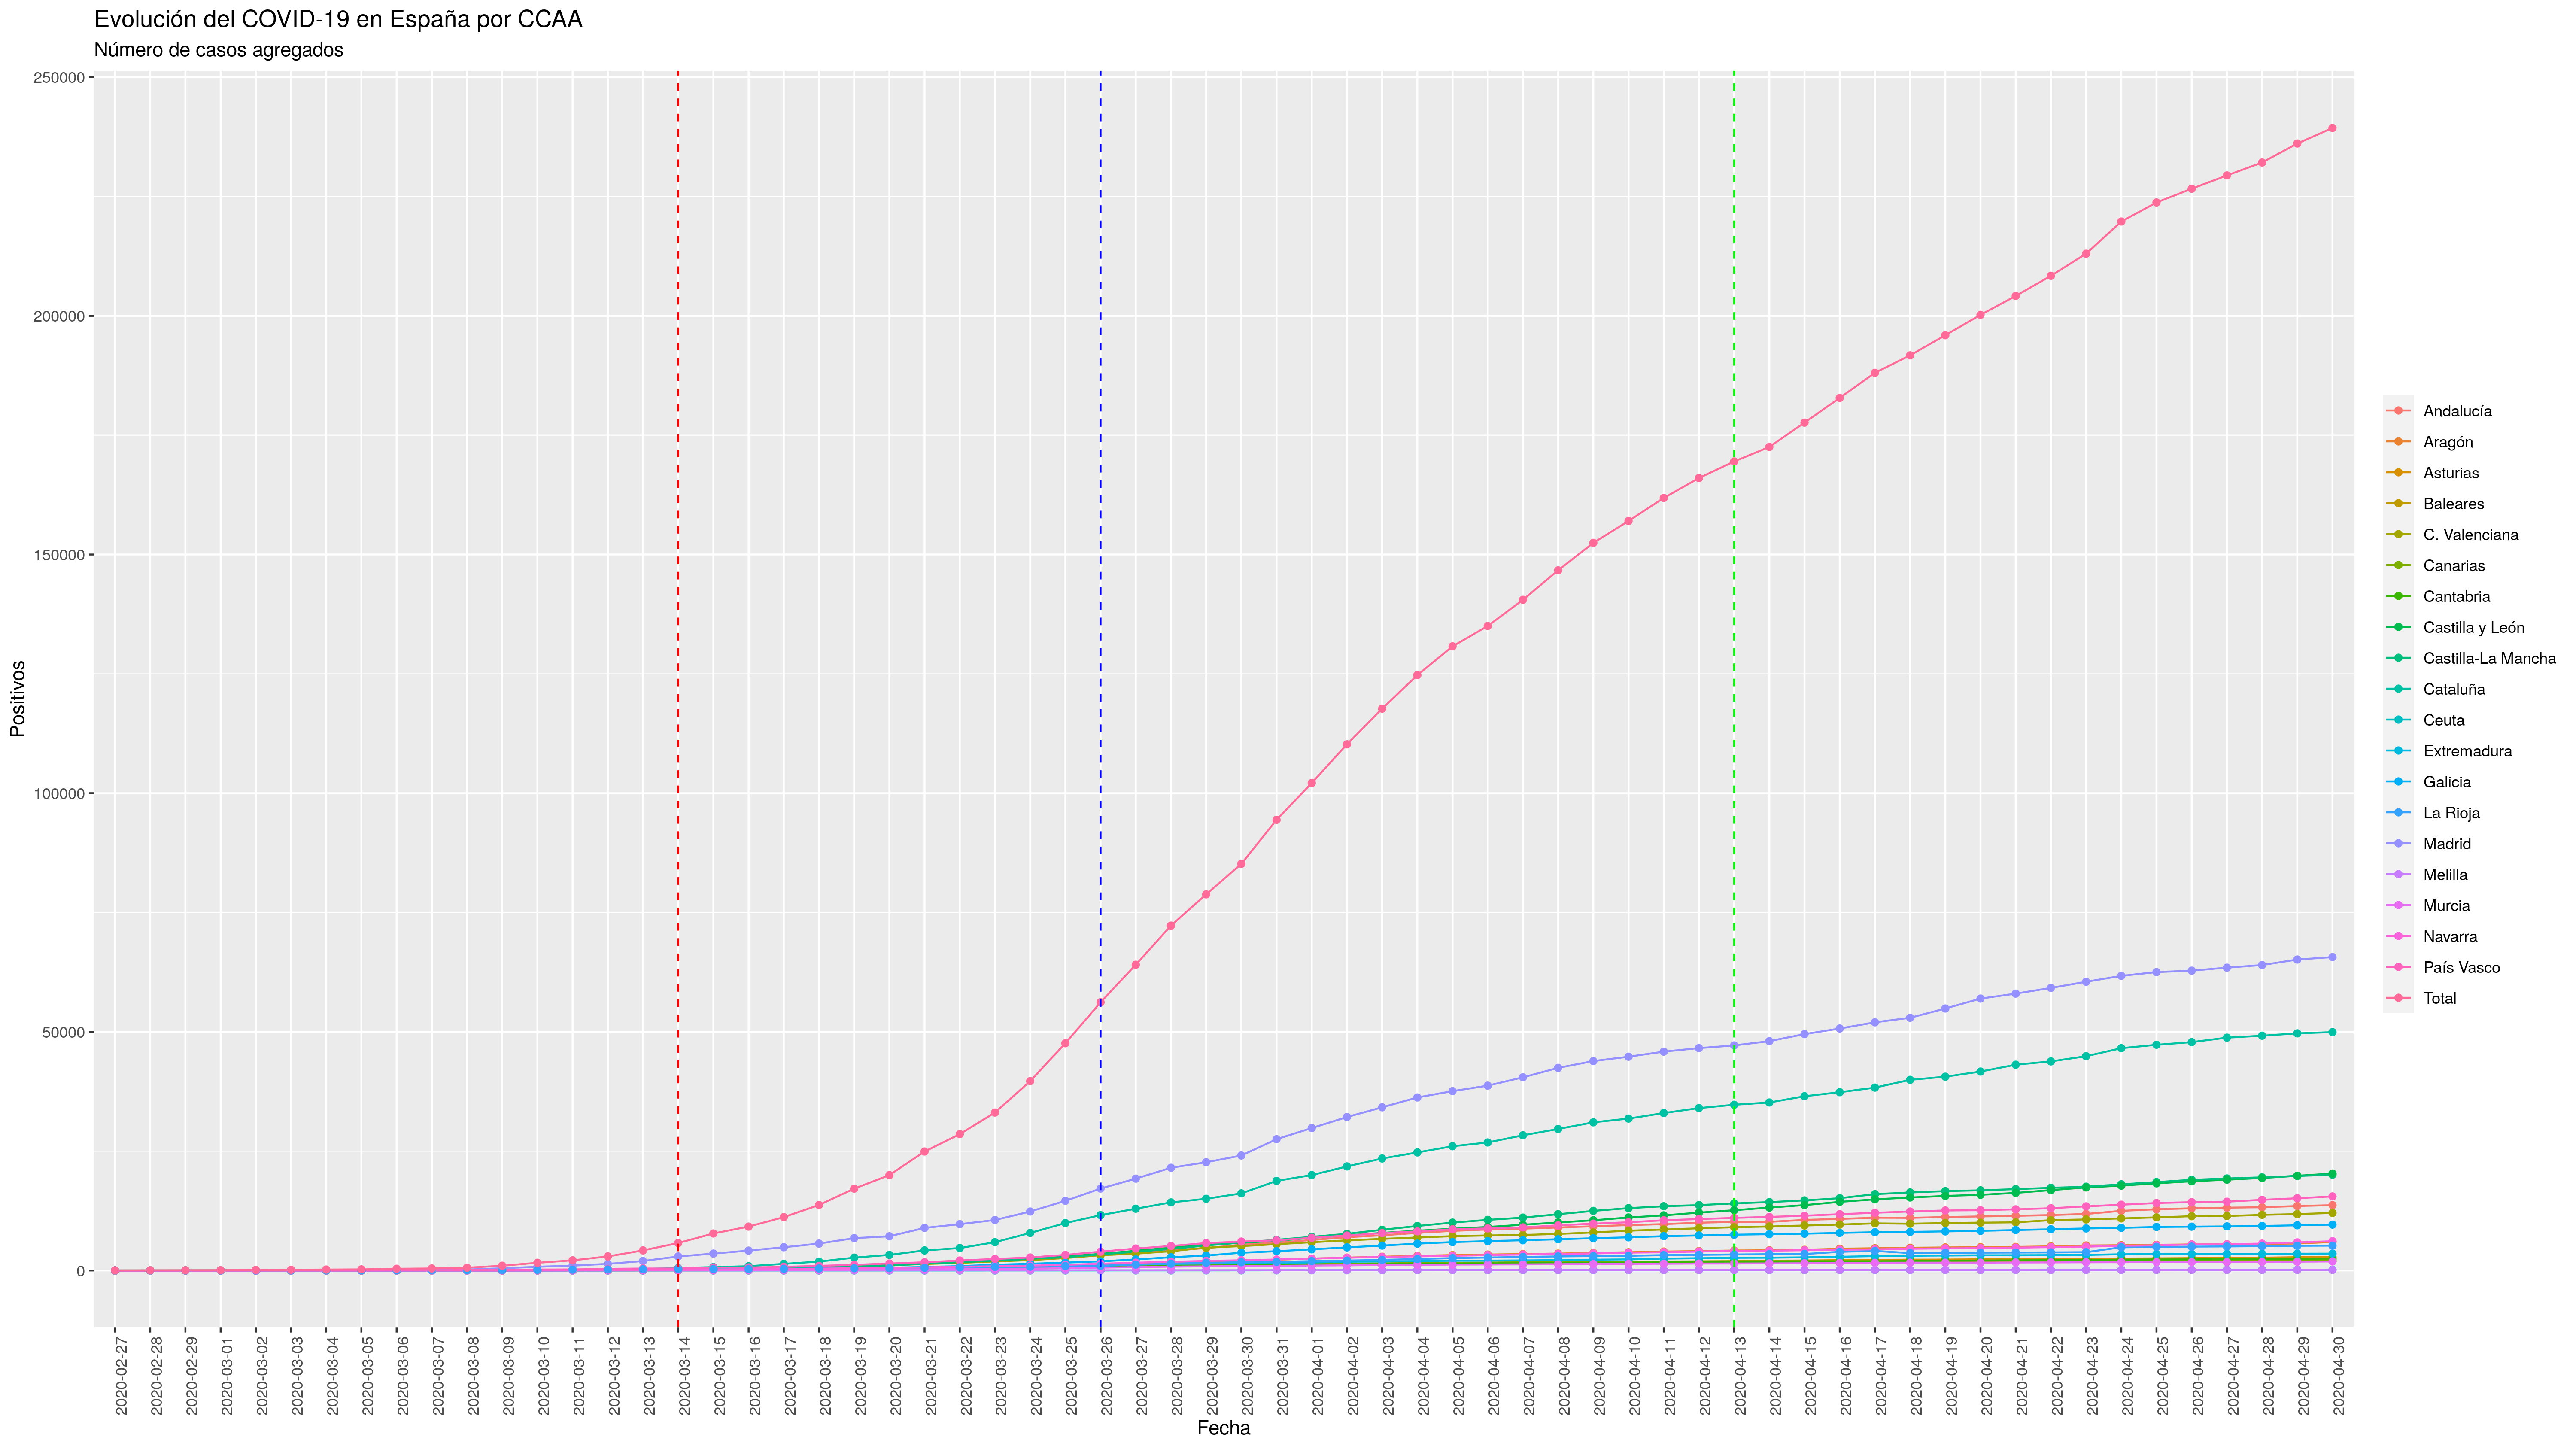 Evolución del COVID-19 en España por CCAA
Número de casos agregados
Positivos
250000
200000
150000
100000
50000
0
2020-02-27
2020-02-28
2020-02-29
2020-03-01
2020-03-02
2020-03-03
2020-03-04
2020-03-05
2020-03-06
2020-03-07
2020-03-08
2020-03-09
2020-03-10
2020-03-11
2020-03-12
2020-03-13
2020-03-14
2020-03-15
2020-03-16
2020-03-17
2020-03-18
2020-03-19
2020-03-20
2020-03-21
2020-03-22
2020-03-23
2020-03-24
2020-03-25
2020-03-26
2020-03-27
2020-03-28
2020-03-29
2020-03-30
2020-03-31
2020-04-01
2020-04-02
2020-04-03
2020-04-04
2020-04-05
2020-04-06
2020-04-07
2020-04-08
2020-04-09
2020-04-10
2020-04-11
2020-04-12
2020-04-13
2020-04-14
2020-04-15
2020-04-16
2020-04-17
2020-04-18
2020-04-19
2020-04-20
2020-04-21
2020-04-22
2020-04-23
2020-04-24
2020-04-25
2020-04-26
2020-04-27
2020-04-28
2020-04-29
2020-04-30
Fecha
Andalucía
Aragón
Asturias
Baleares
C. Valenciana
Canarias
Cantabria
Castilla y León
Castilla-La Mancha
Cataluña
Ceuta
Extremadura
Galicia
La Rioja
Madrid
Melilla
Murcia
Navarra
País Vasco
Total